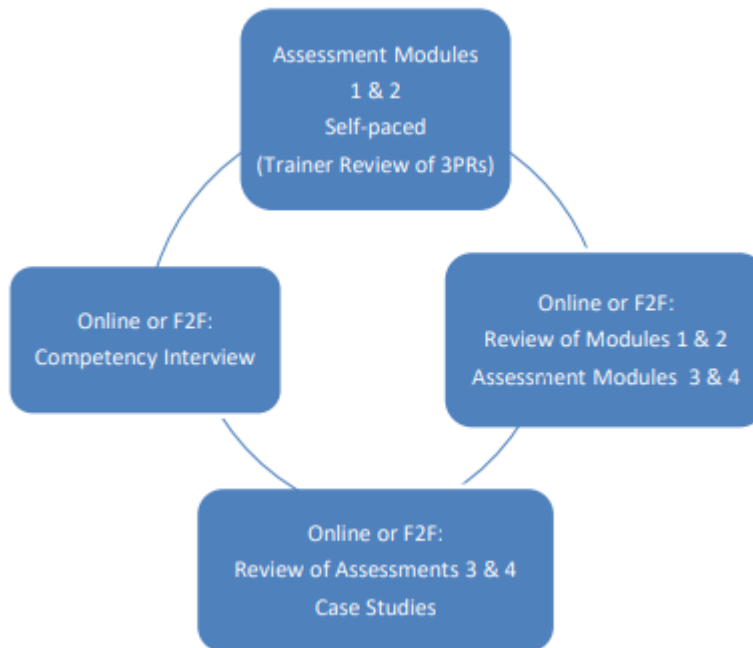 Assessment Modules
1 & 2
Self-paced
(Trainer Review of 3PRs)
Online or F2F:
Review of Modules 1 & 2
Assessment Modules 3 & 4
Online or F2F:
Review of Assessments 3 & 4
Case Studies
Online or F2F:
Competency Interview